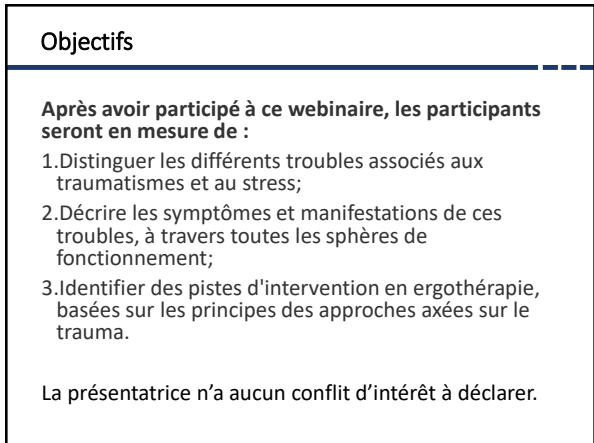 Objectifs
Après avoir participé à ce webinaire, les participants
seront en mesure de :
1.Distinguer les différents troubles associés aux
traumatismes et au stress;
2.Décrire les symptômes et manifestations de ces
troubles, à travers toutes les sphères de
fonctionnement;
3.Identifier des pistes d'intervention en ergothérapie,
basées sur les principes des approches axées sur le
trauma.
La présentatrice n’a aucun conflit d’intérêt à déclarer.